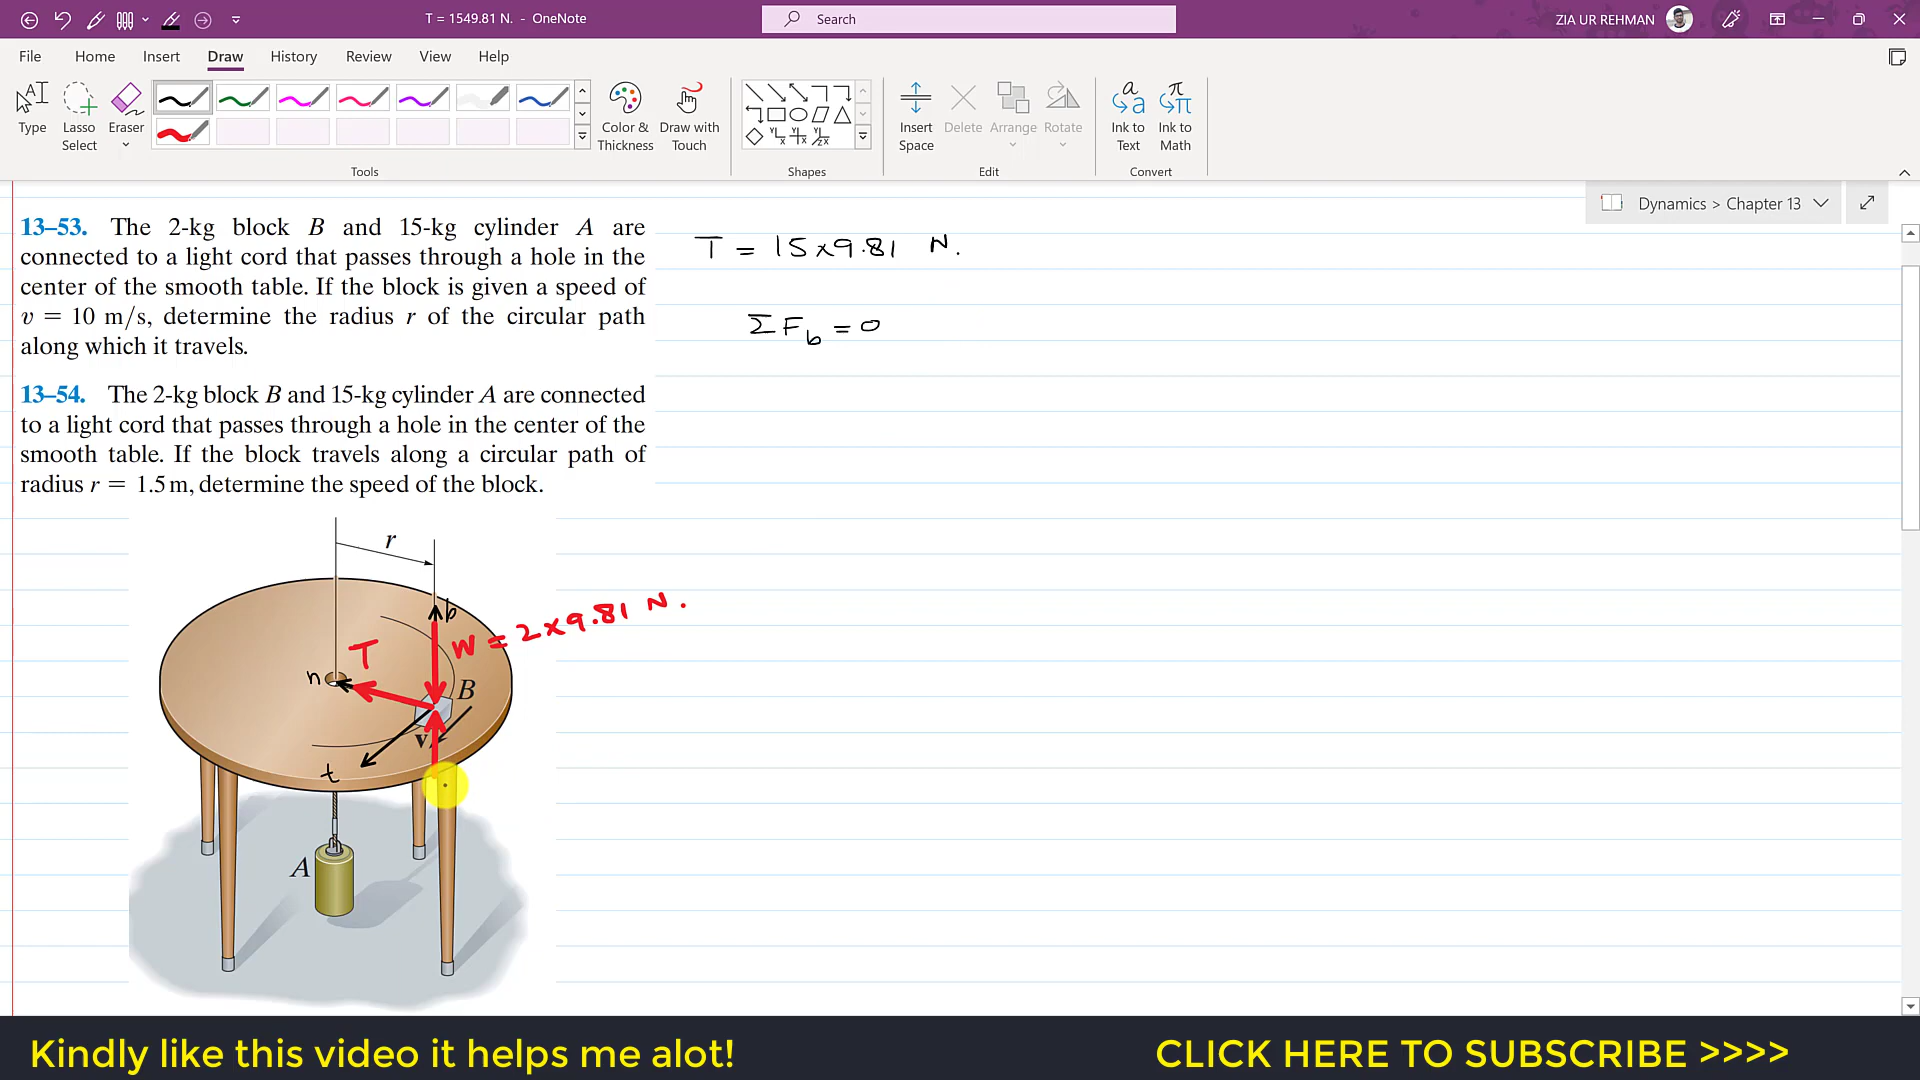 T = 1549.81 N. - OneNote
Search
ZIA UR REHMAN
File Home Insert Draw History Review View Help
Type
Lasso Select
Eraser
Color & Thickness
Draw with Touch
Insert Space
Delete
Arrange
Rotate
Ink to Text
Ink to Math
Tools
Shapes
Edit
Convert
Dynamics > Chapter 13
13–53. The 2-kg block B and 15-kg cylinder A are
connected to a light cord that passes through a hole in the
center of the smooth table. If the block is given a speed of
v = 10 m/s, determine the radius r of the circular path
along which it travels.
13–54. The 2-kg block B and 15-kg cylinder A are connected
to a light cord that passes through a hole in the center of the
smooth table. If the block travels along a circular path of
radius r = 1.5 m, determine the speed of the block.
T = 15×9.81 N.
ΣF_b = 0
r
b
W = 2×9.81 N.
T
n
B
v
t
A
Kindly like this video it helps me alot!
CLICK HERE TO SUBSCRIBE >>>>